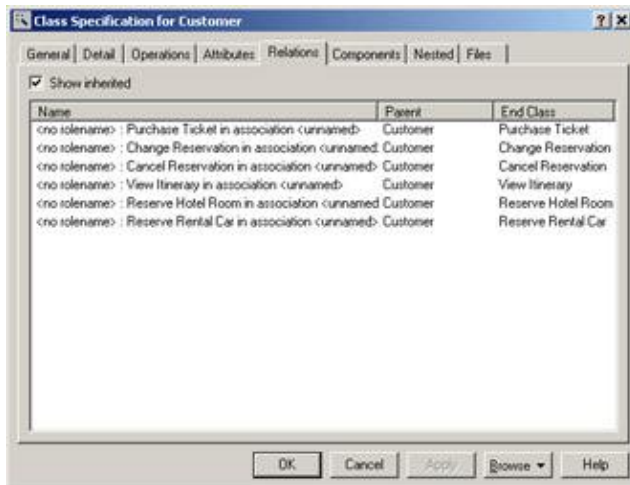 Class Specification for Customer
General Detail Operations Attributes Relations Components Nested Files
Show inherited
Name Parent End Class
<no rolename> : Purchase Ticket in association <unnamed> Customer Purchase Ticket
<no rolename> : Change Reservation in association <unnamed Customer Change Reservation
<no rolename> : Cancel Reservation in association <unnamed> Customer Cancel Reservation
<no rolename> : View Itinerary in association <unnamed> Customer View Itinerary
<no rolename> : Reserve Hotel Room in association <unnamed Customer Reserve Hotel Room
<no rolename> : Reserve Rental Car in association <unnamed> Customer Reserve Rental Car
OK Cancel Apply Browse Help